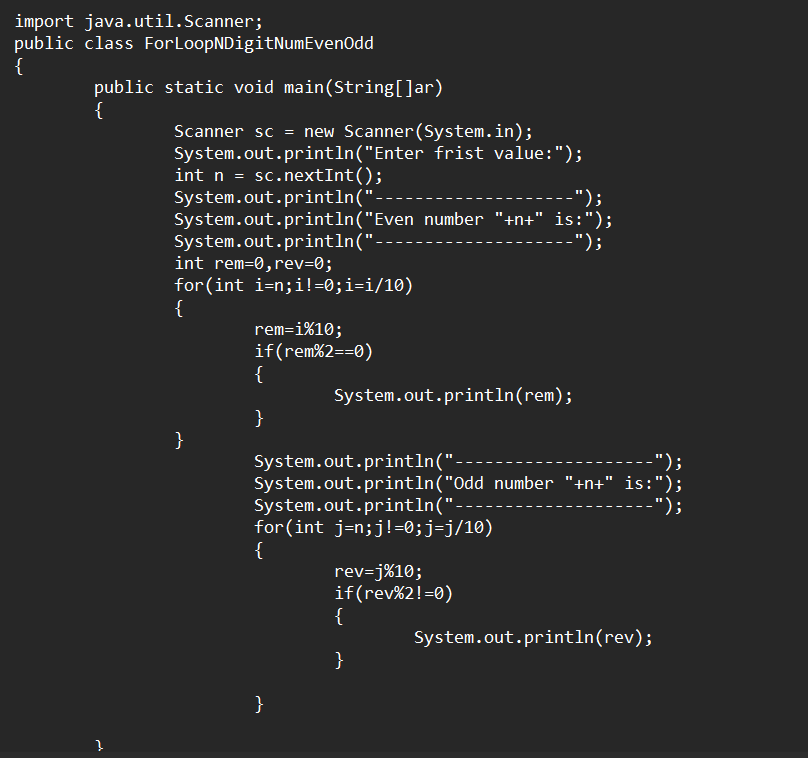 import java.util.Scanner;
public class ForLoopNDigitNumEvenOdd
{
public static void main(String[]ar)
{
Scanner sc = new Scanner(System.in);
System.out.println("Enter frist value:");
int n = sc.nextInt();
System.out.println("--------------------");
System.out.println("Even number "+n+" is:");
System.out.println("--------------------");
int rem=0,rev=0;
for(int i=n;i!=0;i=i/10)
{
rem=i%10;
if(rem%2==0)
{
System.out.println(rem);
}
}
System.out.println("--------------------");
System.out.println("Odd number "+n+" is:");
System.out.println("--------------------");
for(int j=n;j!=0;j=j/10)
{
rev=j%10;
if(rev%2!=0)
{
System.out.println(rev);
}
}
}